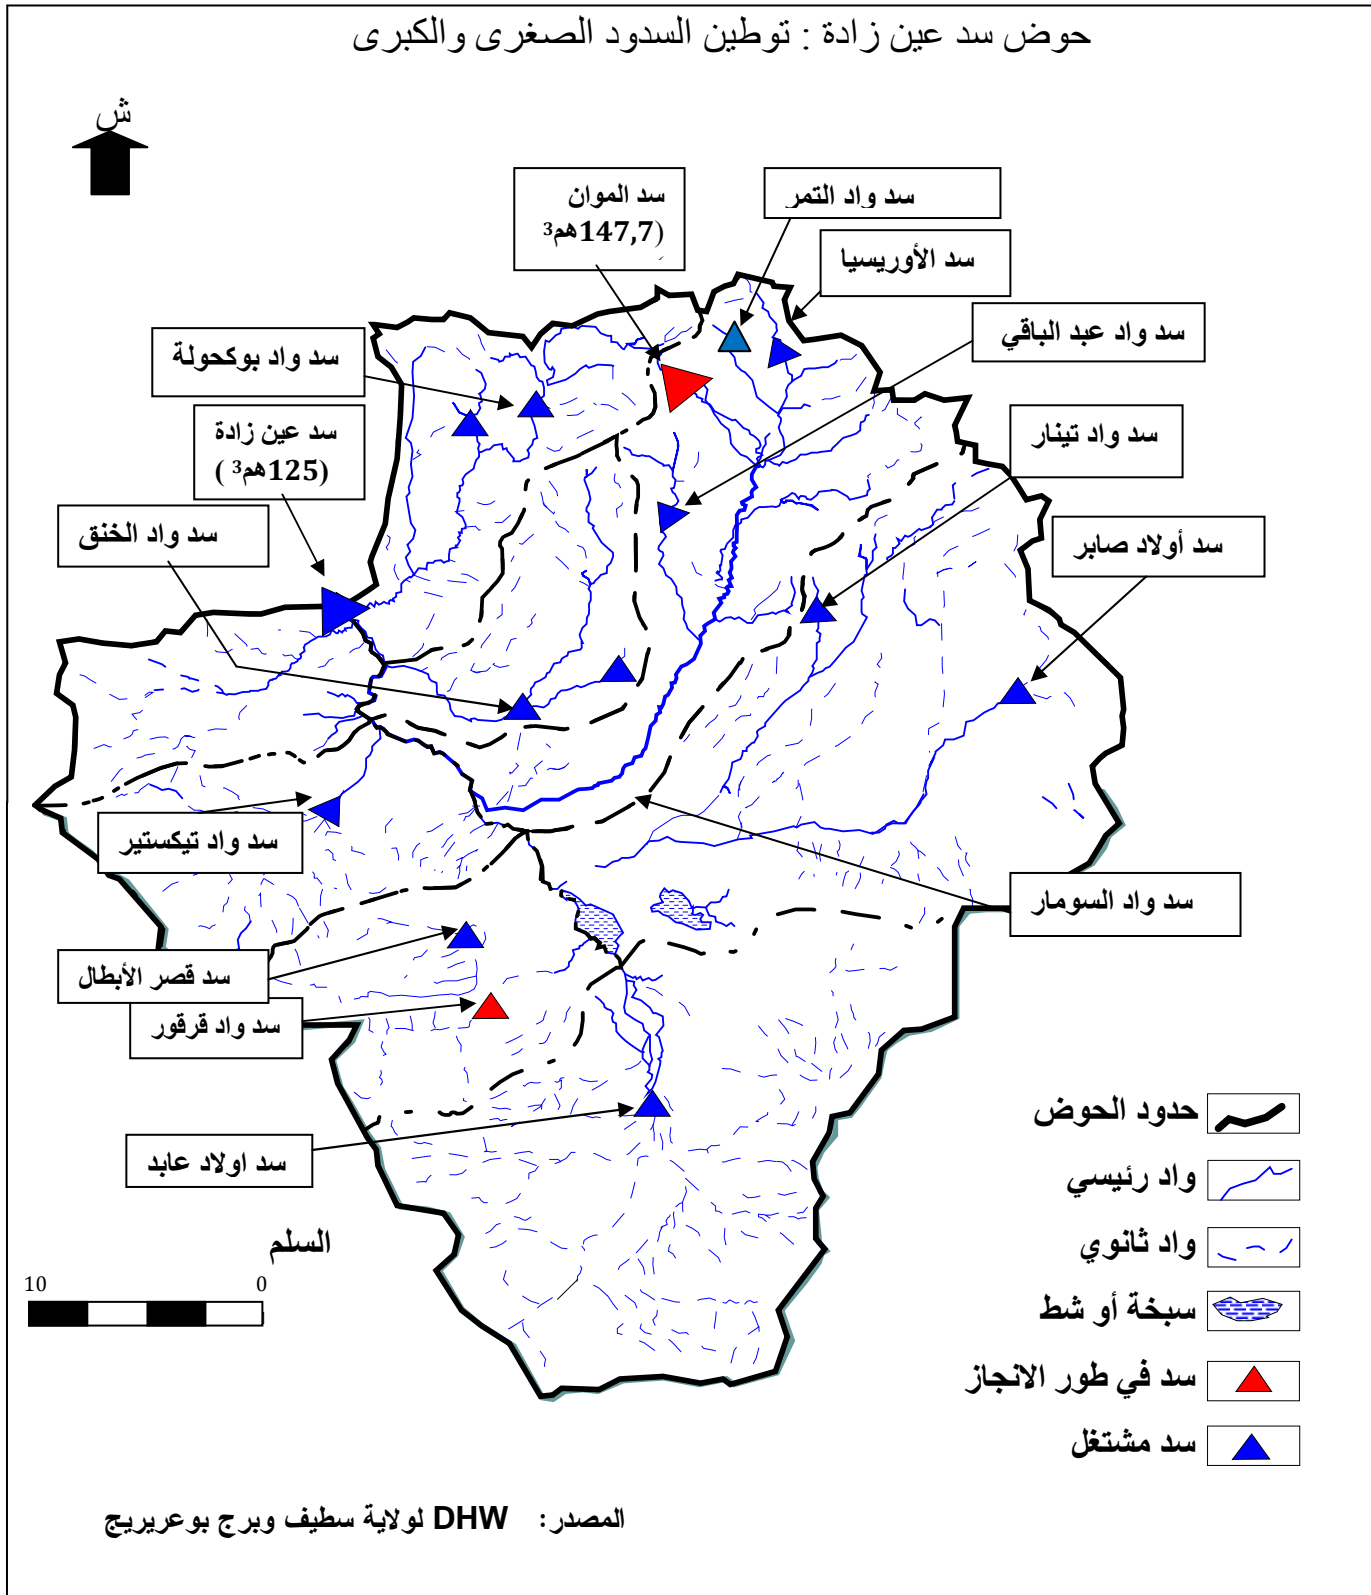 حوض سد عين زادة : توطين السدود الصغرى والكبرى
ش
سد الموان
(147,7هم³
سد واد التمر
سد الأوريسيا
سد واد عبد الباقي
سد واد بوكحولة
سد عين زادة
(125هم³ )
سد واد تينار
سد واد الخنق
سد أولاد صابر
سد واد تيكستير
سد واد السومار
سد قصر الأبطال
سد واد قرقور
سد اولاد عابد
حدود الحوض
واد رئيسي
واد ثانوي
سبخة أو شط
سد في طور الانجاز
سد مشتغل
السلم
10 0
المصدر: DHW لولاية سطيف وبرج بوعريريج